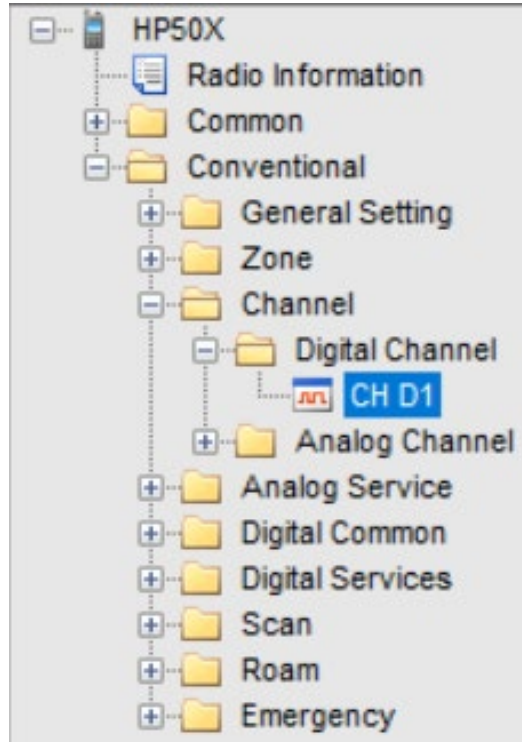 HP50X
Radio Information
Common
Conventional
General Setting
Zone
Channel
Digital Channel
CH D1
Analog Channel
Analog Service
Digital Common
Digital Services
Scan
Roam
Emergency